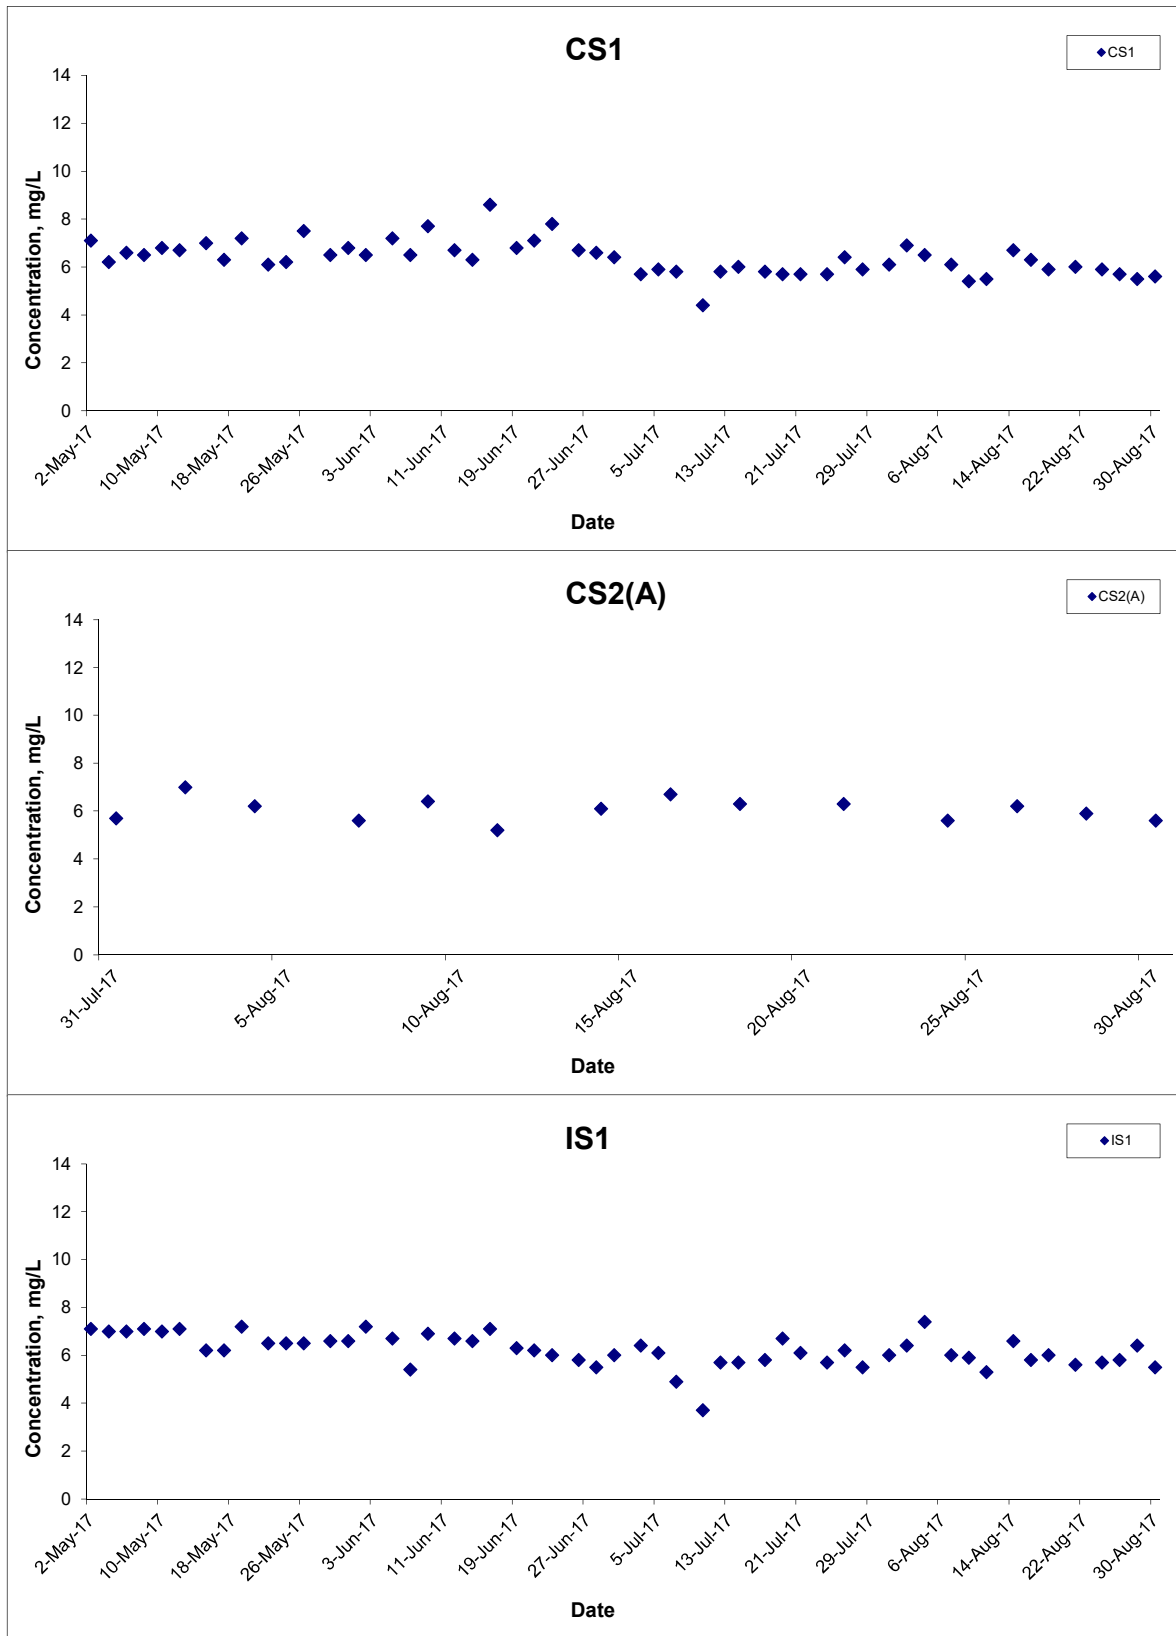 CS1
CS1
14
12
10
8
6
4
2
0
Concentration, mg/L
2-May-17
10-May-17
18-May-17
26-May-17
3-Jun-17
11-Jun-17
19-Jun-17
27-Jun-17
5-Jul-17
13-Jul-17
21-Jul-17
29-Jul-17
6-Aug-17
14-Aug-17
22-Aug-17
30-Aug-17
Date
CS2(A)
CS2(A)
14
12
10
8
6
4
2
0
Concentration, mg/L
31-Jul-17
5-Aug-17
10-Aug-17
15-Aug-17
20-Aug-17
25-Aug-17
30-Aug-17
Date
IS1
IS1
14
12
10
8
6
4
2
0
Concentration, mg/L
2-May-17
10-May-17
18-May-17
26-May-17
3-Jun-17
11-Jun-17
19-Jun-17
27-Jun-17
5-Jul-17
13-Jul-17
21-Jul-17
29-Jul-17
6-Aug-17
14-Aug-17
22-Aug-17
30-Aug-17
Date